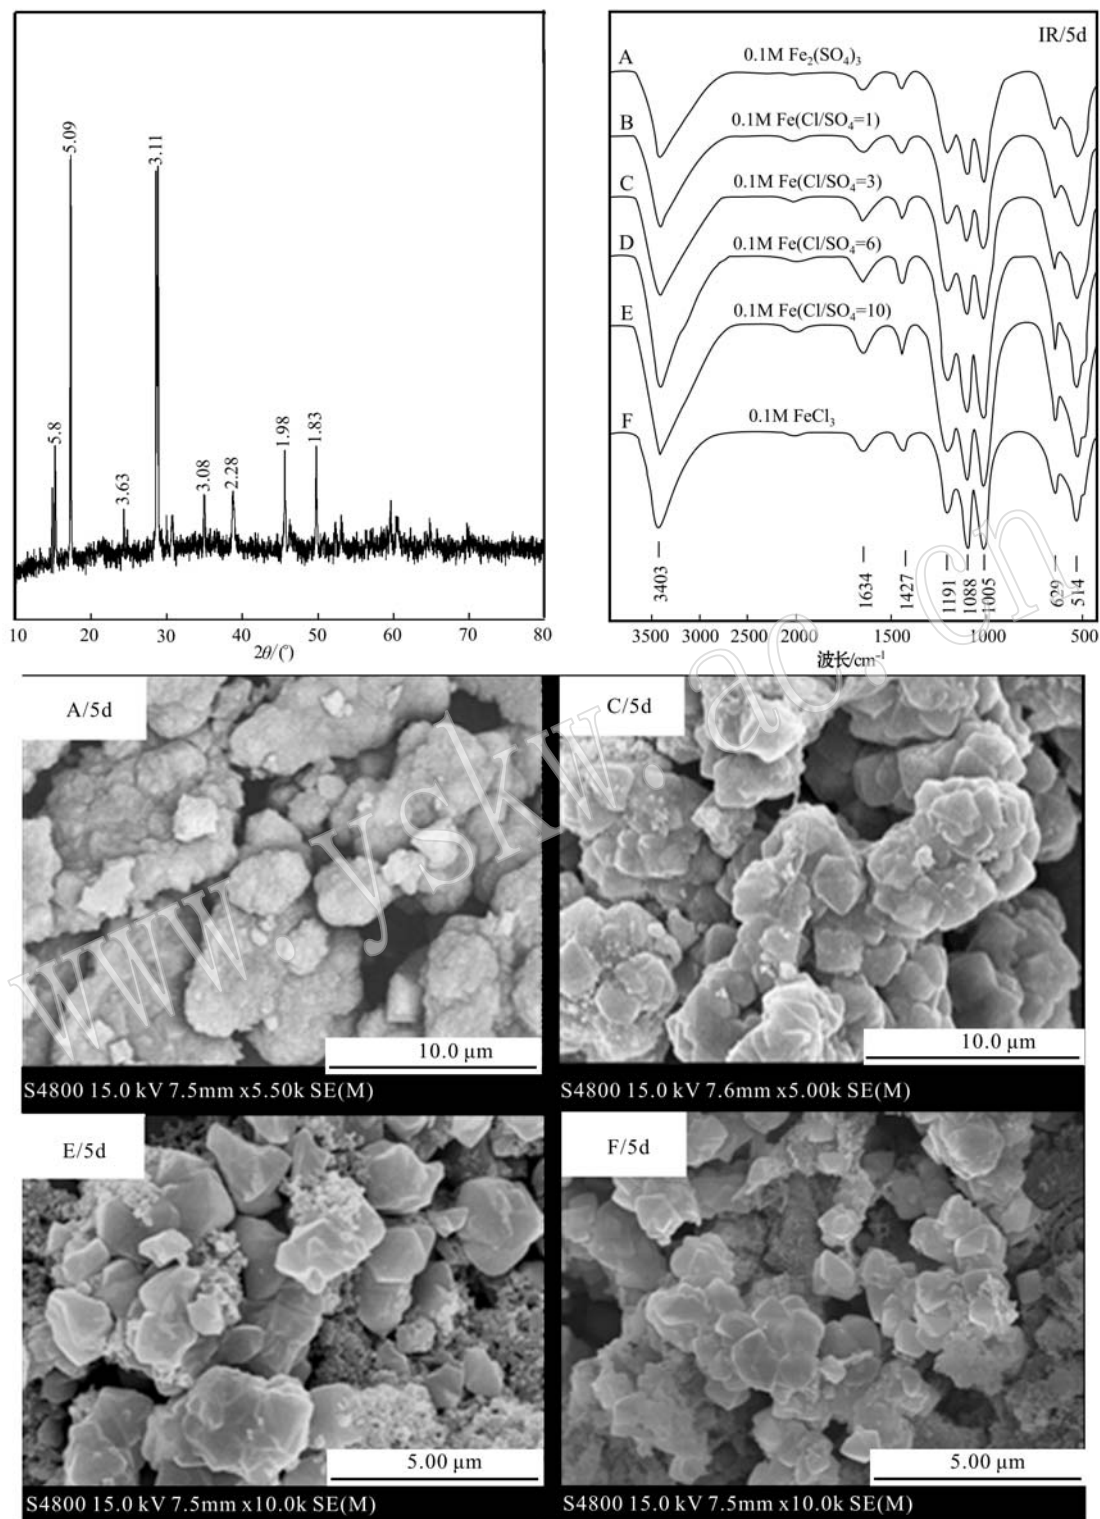 5.8
5.09
3.63
3.11
3.08
2.28
1.98
1.83
10 20 30 40 50 60 70 80
2θ/(°)
IR/5d
A 0.1M Fe₂(SO₄)₃
B 0.1M Fe(Cl/SO₄=1)
C 0.1M Fe(Cl/SO₄=3)
D 0.1M Fe(Cl/SO₄=6)
E 0.1M Fe(Cl/SO₄=10)
F 0.1M FeCl₃
3403 1634 1427 1191 1088 1005 629 514
3500 3000 2500 2000 1500 1000 500
波长/cm⁻¹
A/5d
10.0 μm
S4800 15.0 kV 7.5mm x5.50k SE(M)
C/5d
10.0 μm
S4800 15.0 kV 7.6mm x5.00k SE(M)
E/5d
5.00 μm
S4800 15.0 kV 7.5mm x10.0k SE(M)
F/5d
5.00 μm
S4800 15.0 kV 7.5mm x10.0k SE(M)
www.yskw.ac.cn